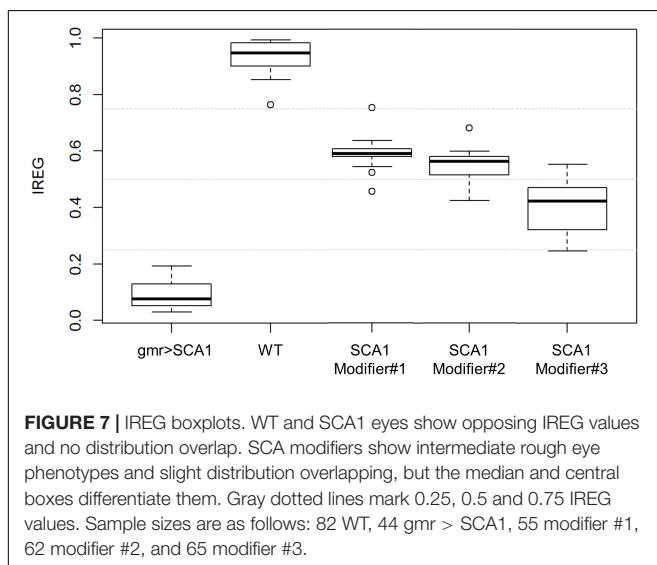 1.0
0.8
0.6
0.4
0.2
0.0
IREG
gmr>SCA1
WT
SCA1
Modifier#1
SCA1
Modifier#2
SCA1
Modifier#3
FIGURE 7 | IREG boxplots. WT and SCA1 eyes show opposing IREG values
and no distribution overlap. SCA modifiers show intermediate rough eye
phenotypes and slight distribution overlapping, but the median and central
boxes differentiate them. Gray dotted lines mark 0.25, 0.5 and 0.75 IREG
values. Sample sizes are as follows: 82 WT, 44 gmr > SCA1, 55 modifier #1,
62 modifier #2, and 65 modifier #3.